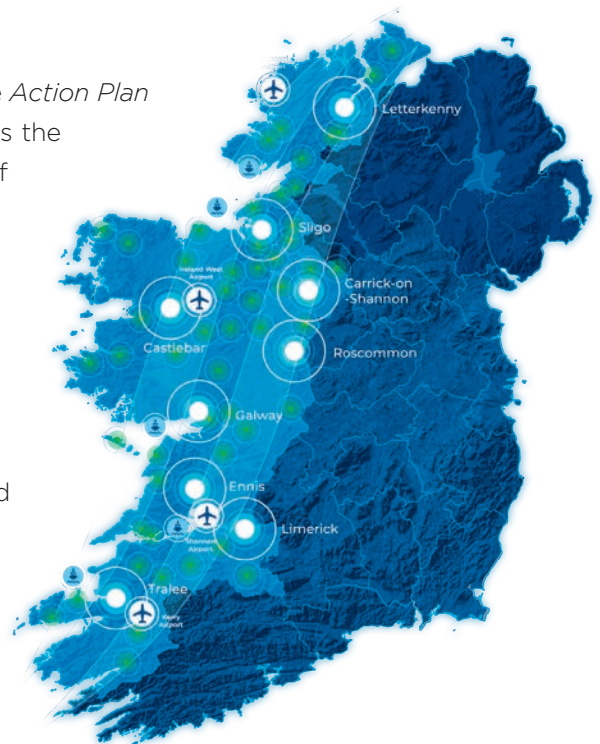 Action Plan
s the
f
d
Letterkenny
Sligo
Ireland West
Airport
Carrick-on
-Shannon
Castlebar
Roscommon
Galway
Ennis
Limerick
Shannon
Airport
Tralee
Kerry
Airport